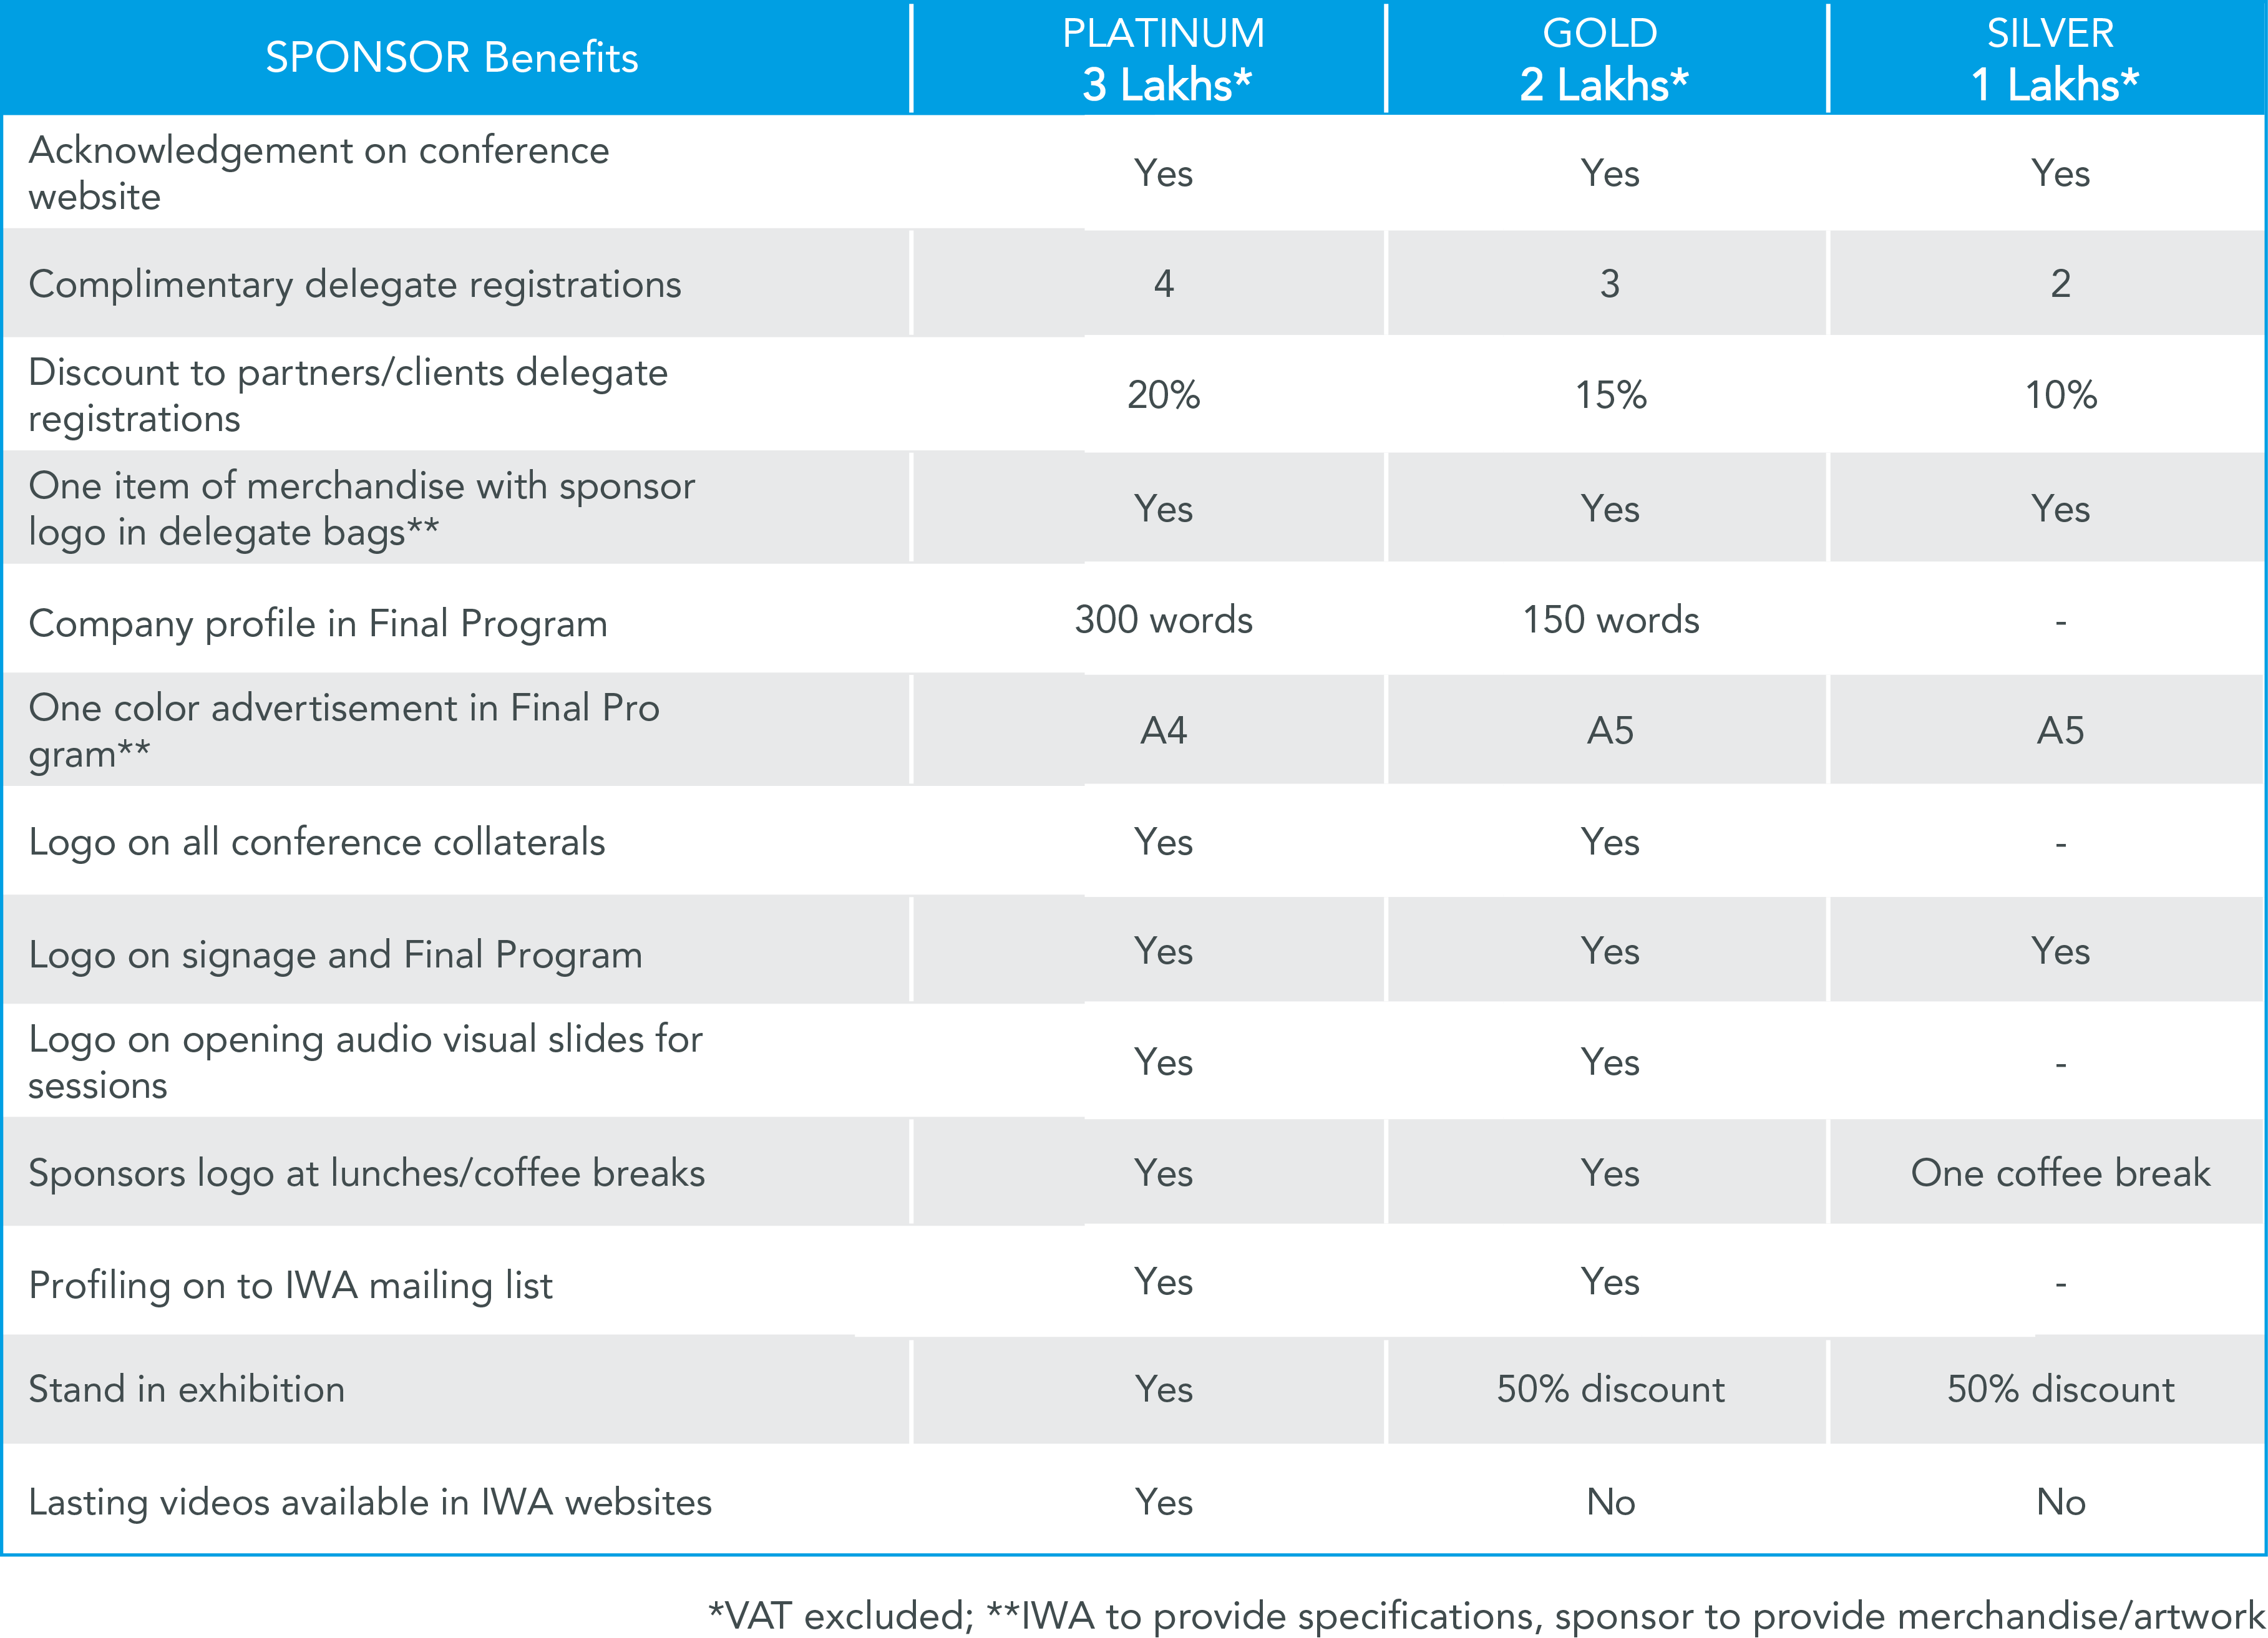 SPONSOR Benefits
PLATINUM
3 Lakhs*
GOLD
2 Lakhs*
SILVER
1 Lakhs*
Acknowledgement on conference
website
Yes
Yes
Yes
Complimentary delegate registrations
4
3
2
Discount to partners/clients delegate
registrations
20%
15%
10%
One item of merchandise with sponsor
logo in delegate bags**
Yes
Yes
Yes
Company profile in Final Program
300 words
150 words
-
One color advertisement in Final Pro
gram**
A4
A5
A5
Logo on all conference collaterals
Yes
Yes
-
Logo on signage and Final Program
Yes
Yes
Yes
Logo on opening audio visual slides for
sessions
Yes
Yes
-
Sponsors logo at lunches/coffee breaks
Yes
Yes
One coffee break
Profiling on to IWA mailing list
Yes
Yes
-
Stand in exhibition
Yes
50% discount
50% discount
Lasting videos available in IWA websites
Yes
No
No
*VAT excluded; **IWA to provide specifications, sponsor to provide merchandise/artwork